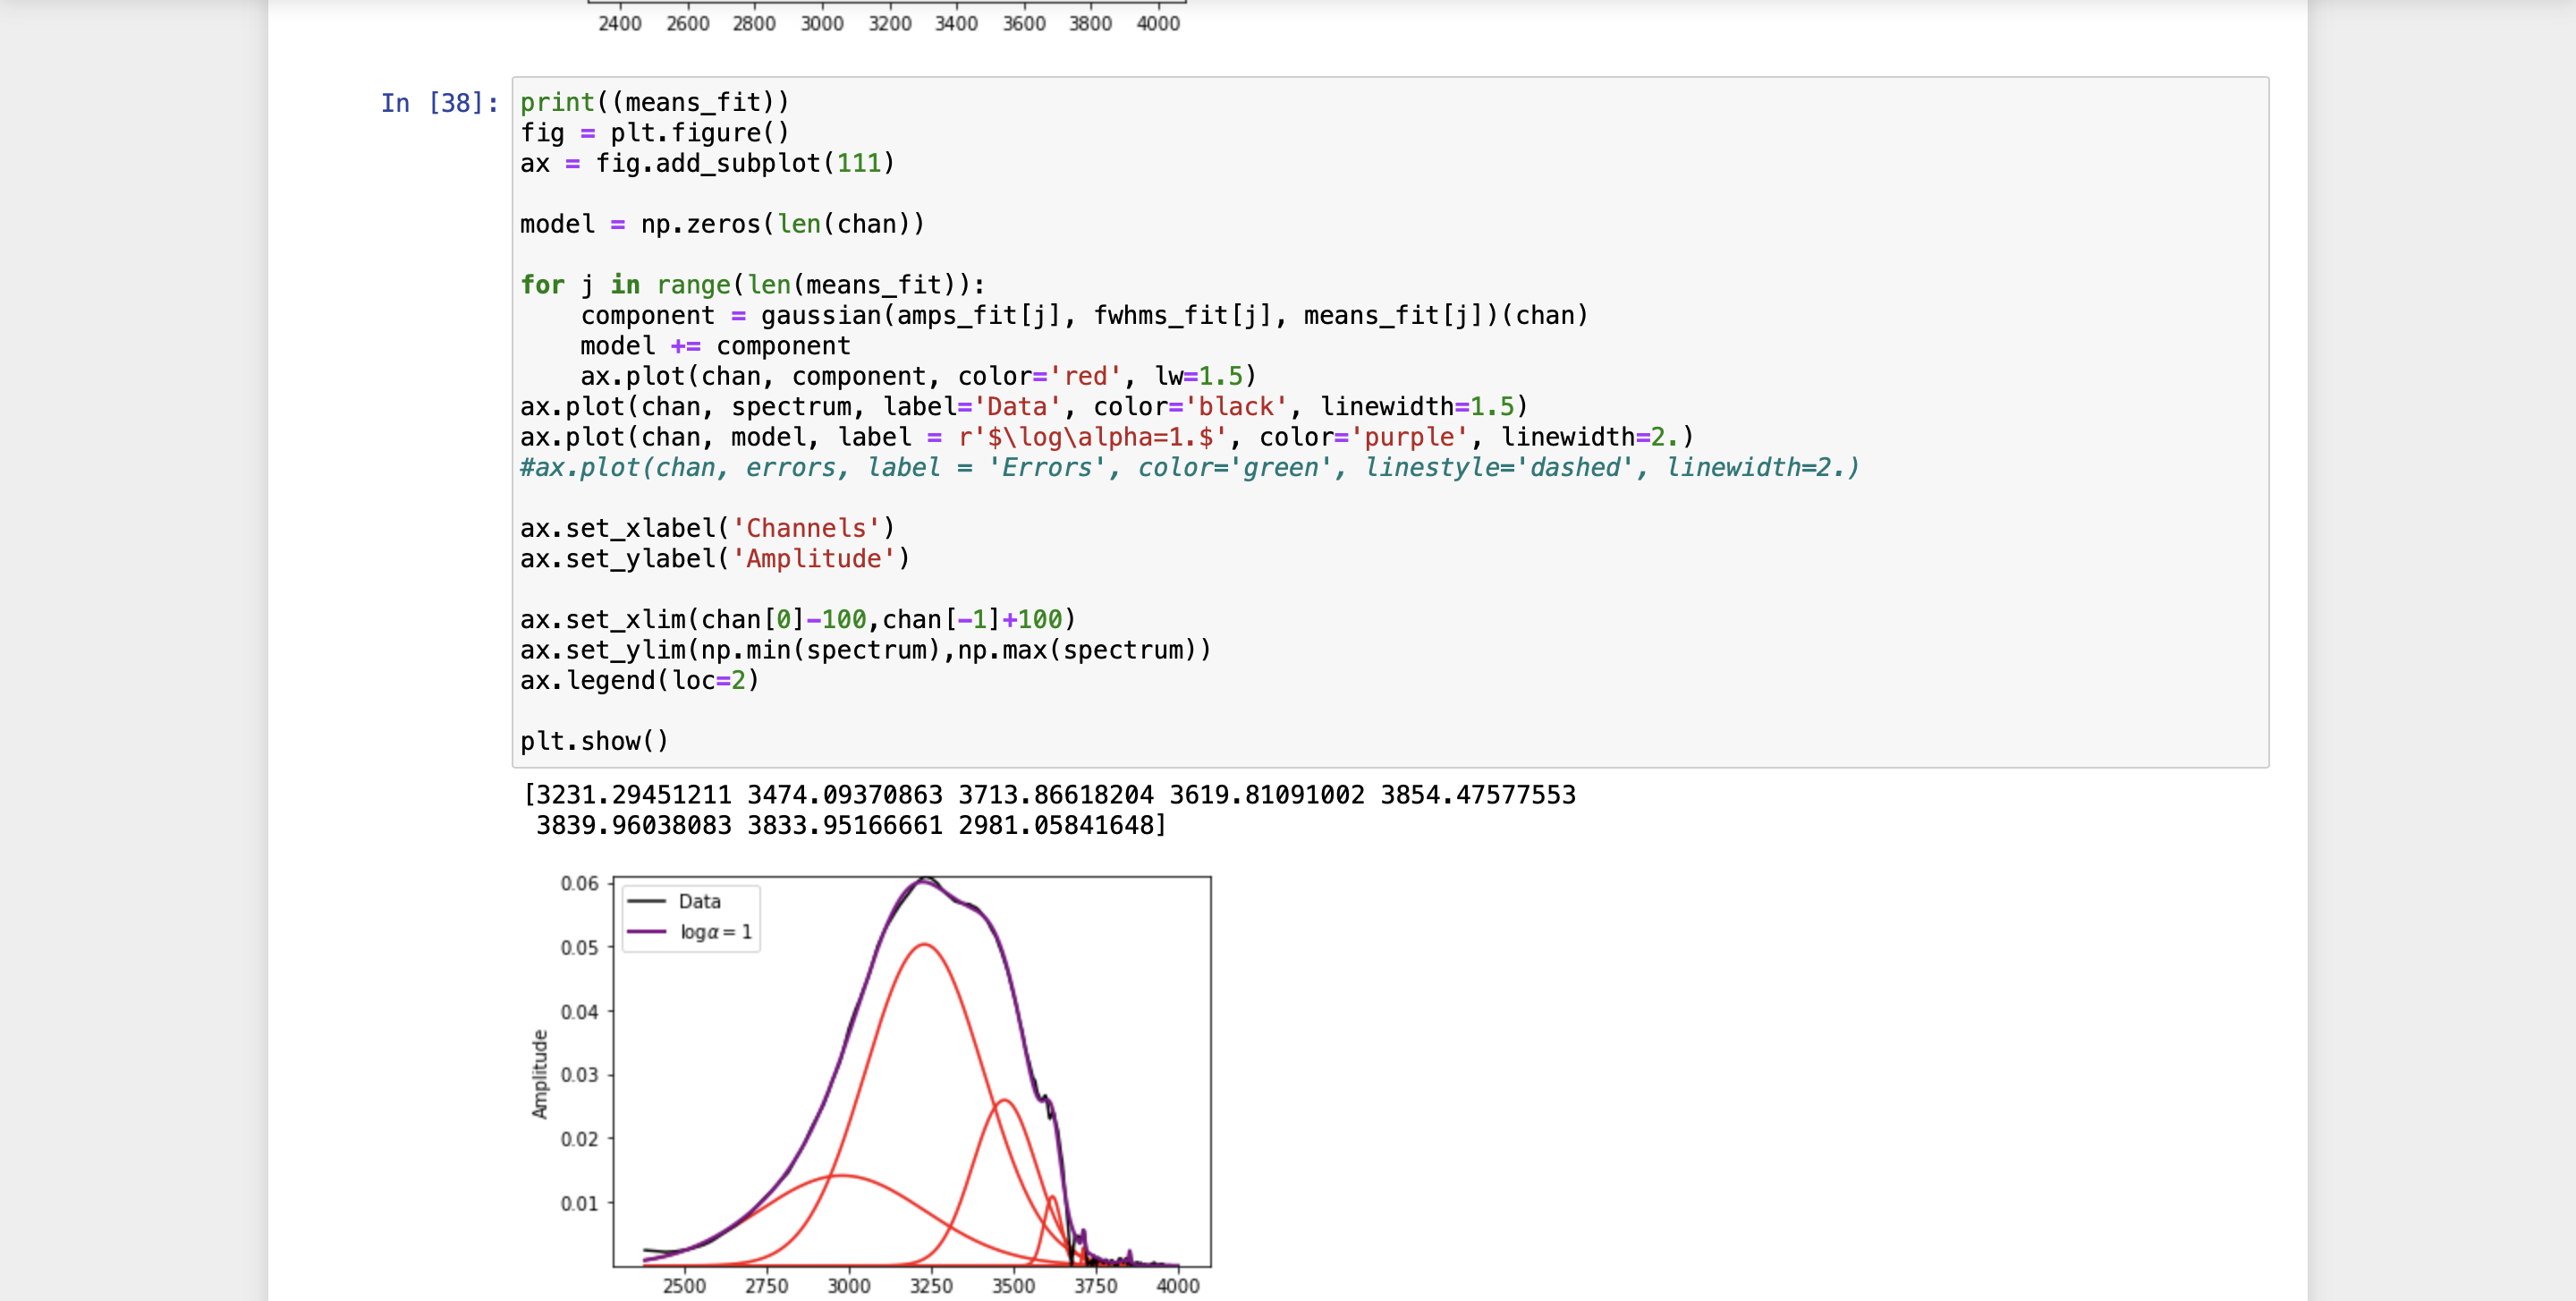 2400 2600 2800 3000 3200 3400 3600 3800 4000
In [38]:
print((means_fit))
fig = plt.figure()
ax = fig.add_subplot(111)
model = np.zeros(len(chan))
for j in range(len(means_fit)):
    component = gaussian(amps_fit[j], fwhms_fit[j], means_fit[j])(chan)
    model += component
    ax.plot(chan, component, color='red', lw=1.5)
ax.plot(chan, spectrum, label='Data', color='black', linewidth=1.5)
ax.plot(chan, model, label = r'$\log\alpha=1.$', color='purple', linewidth=2.)
#ax.plot(chan, errors, label = 'Errors', color='green', linestyle='dashed', linewidth=2.)
ax.set_xlabel('Channels')
ax.set_ylabel('Amplitude')
ax.set_xlim(chan[0]-100,chan[-1]+100)
ax.set_ylim(np.min(spectrum),np.max(spectrum))
ax.legend(loc=2)
plt.show()
[3231.29451211 3474.09370863 3713.86618204 3619.81091002 3854.47577553
3839.96038083 3833.95166661 2981.05841648]
0.06
0.05
0.04
0.03
0.02
0.01
Amplitude
Data
logα = 1
2500 2750 3000 3250 3500 3750 4000